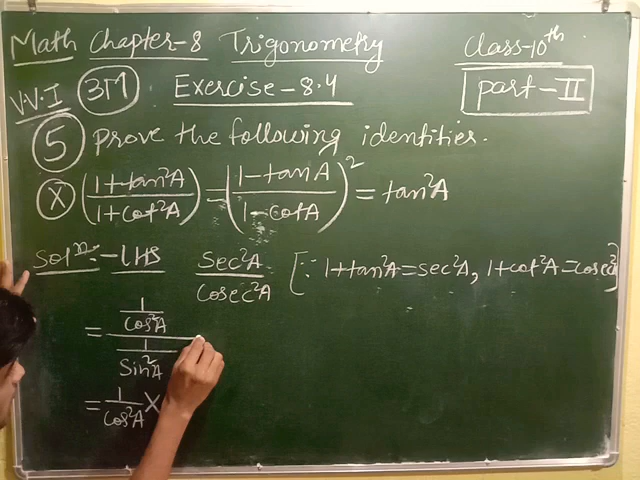 Math Chapter-8 Trigonometry Class-10th
V.V.I 3M Exercise-8.4 part-II
5 prove the following identities.
X (1+tan²A/1+cot²A) = (1-tanA/1-cotA)² = tan²A
Solⁿ:- LHS Sec²A/Cosec²A [∵ 1+tan²A=sec²A, 1+cot²A=cosec²]
= 1/Cos²A / 1/Sin²A
= 1/Cos²A ×